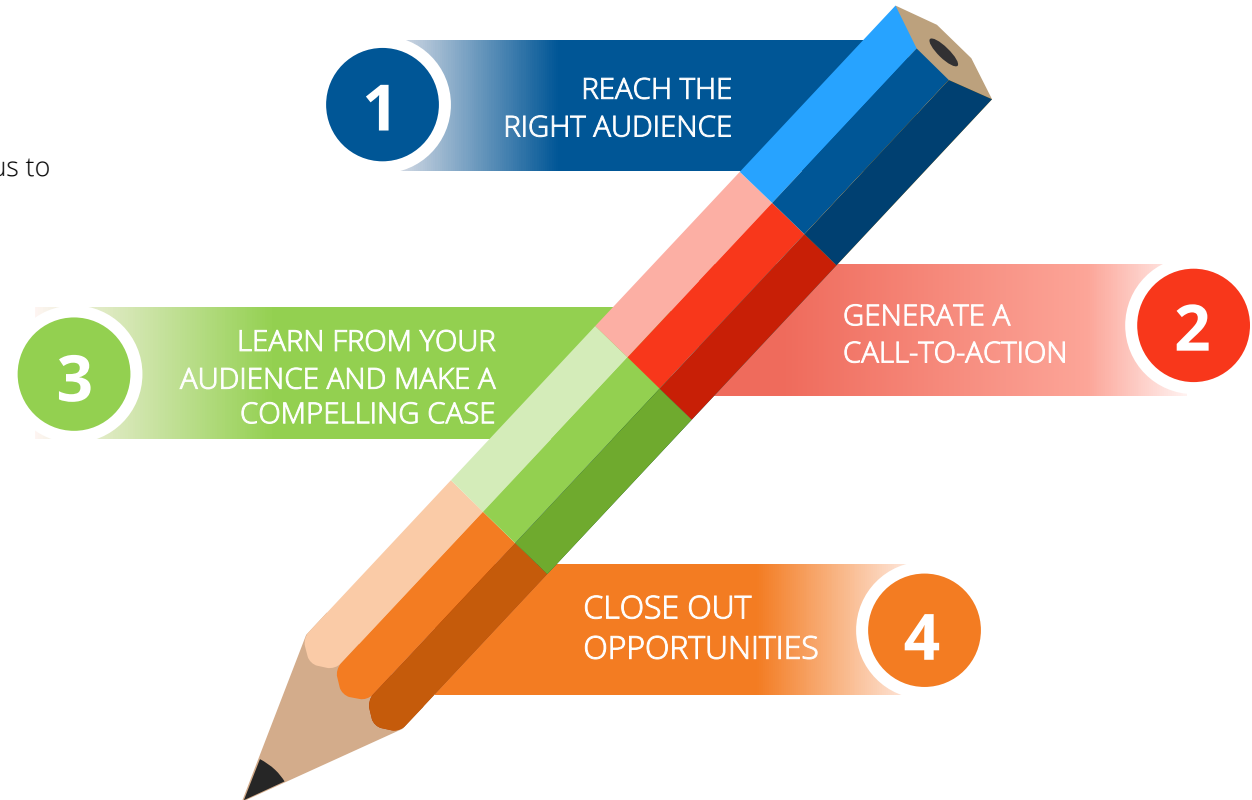 1
REACH THE
RIGHT AUDIENCE
us to
2
GENERATE A
CALL-TO-ACTION
3
LEARN FROM YOUR
AUDIENCE AND MAKE A
COMPELLING CASE
4
CLOSE OUT
OPPORTUNITIES